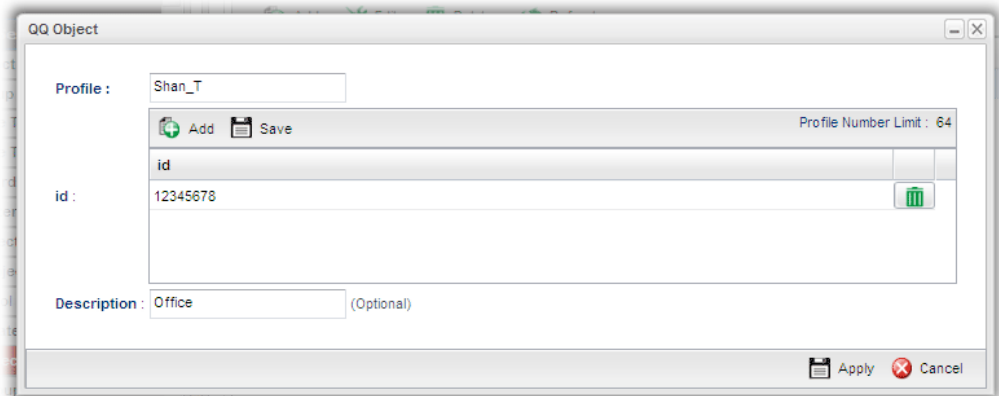 QQ Object
Profile : Shan_T
Add Save Profile Number Limit : 64
id
id : 12345678
Description : Office (Optional)
Apply Cancel